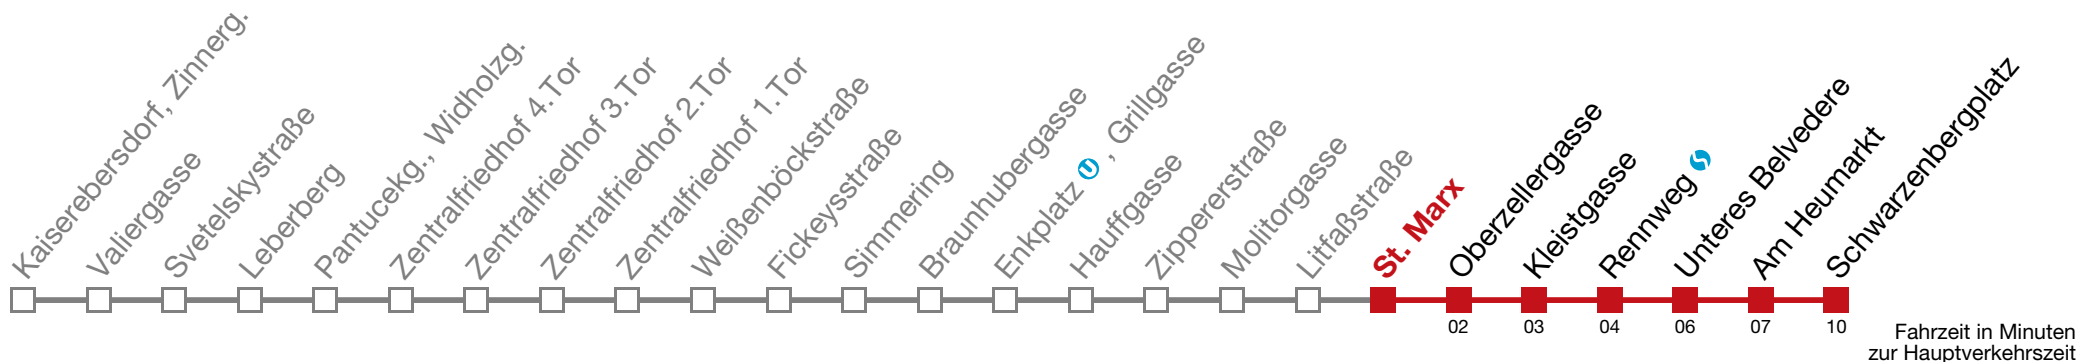 Kaiserebersdorf, Zinnerg.
Valiergasse
Svetelskystraße
Leberberg
Pantucekg., Widholzg.
Zentralfriedhof 4.Tor
Zentralfriedhof 3.Tor
Zentralfriedhof 2.Tor
Zentralfriedhof 1.Tor
Weißenböckstraße
Fickeysstraße
Simmering
Braunhubergasse
Enkplatz U , Grillgasse
Hauffgasse
Zippererstraße
Molitorgasse
Litfaßstraße
St. Marx
Oberzellergasse
Kleistgasse
Rennweg S
Unteres Belvedere
Am Heumarkt
Schwarzenbergplatz
02 03 04 06 07 10
Fahrzeit in Minuten
zur Hauptverkehrszeit